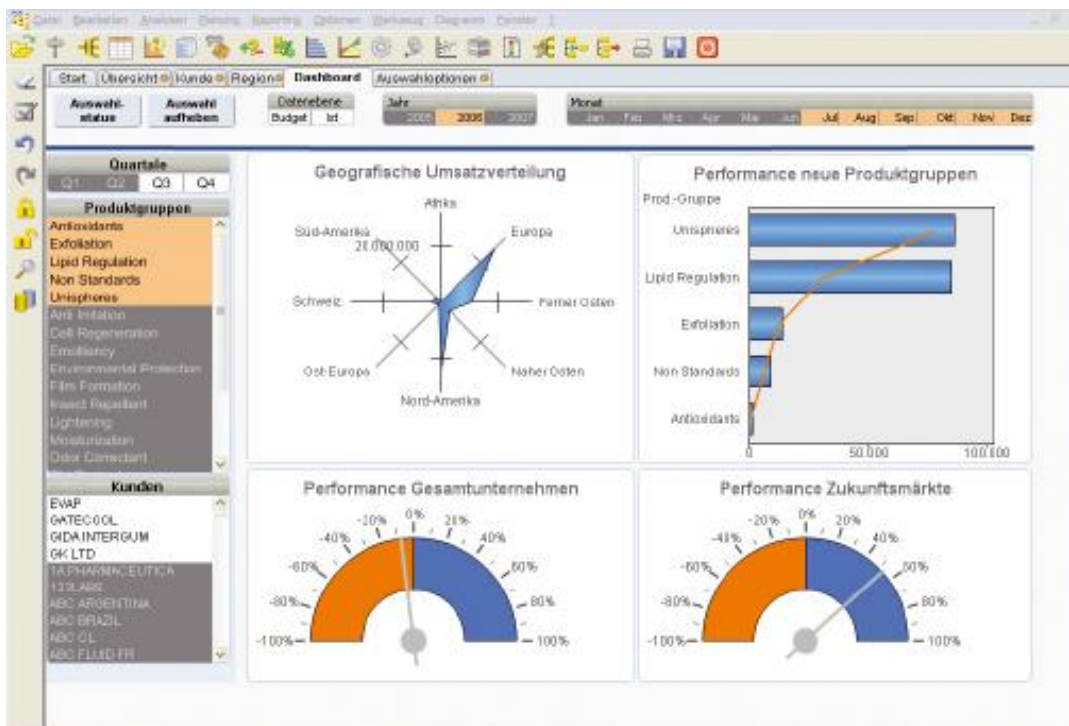 Datei Bearbeiten Ansicht Planung Reporting Optionen Werkzeug Diagramm Fenster ?
Start Übersicht Kunde Region Dashboard Auswahloptionen
Auswahl-
status
Auswahl
aufheben
Datenebene
Budget Ist
Jahr
2005 2006 2007
Monat
Jan Feb Mrz Apr Mai Jun Jul Aug Sep Okt Nov Dez
Quartale
Q1 Q2 Q3 Q4
Produktgruppen
Antioxidants
Exfoliation
Lipid Regulation
Non Standards
Unispheres
Anti Irritation
Cell Regeneration
Emolliency
Environmental Protection
Film Formation
Insect Repellent
Lightening
Moisturization
Odor Correctant
Kunden
EVAP
GATECOOL
GIDA INTERGUM
GK LTD
1A PHARMACEUTICA
123LABS
ABC ARGENTINA
ABC BRAZIL
ABC CL
ABC FLUID FR
Geografische Umsatzverteilung
Afrika
Süd-Amerika
20.000.000
Europa
Schweiz
Ferner Osten
Ost-Europa
Naher Osten
Nord-Amerika
Performance neue Produktgruppen
Prod.-Gruppe
Unispheres
Lipid Regulation
Exfoliation
Non Standards
Antioxidants
0 50.000 100.000
Performance Gesamtunternehmen
-20% 0% 20%
-40% 40%
-60% 60%
-80% 80%
-100% 100%
Performance Zukunftsmärkte
-20% 0% 20%
-40% 40%
-60% 60%
-80% 80%
-100% 100%